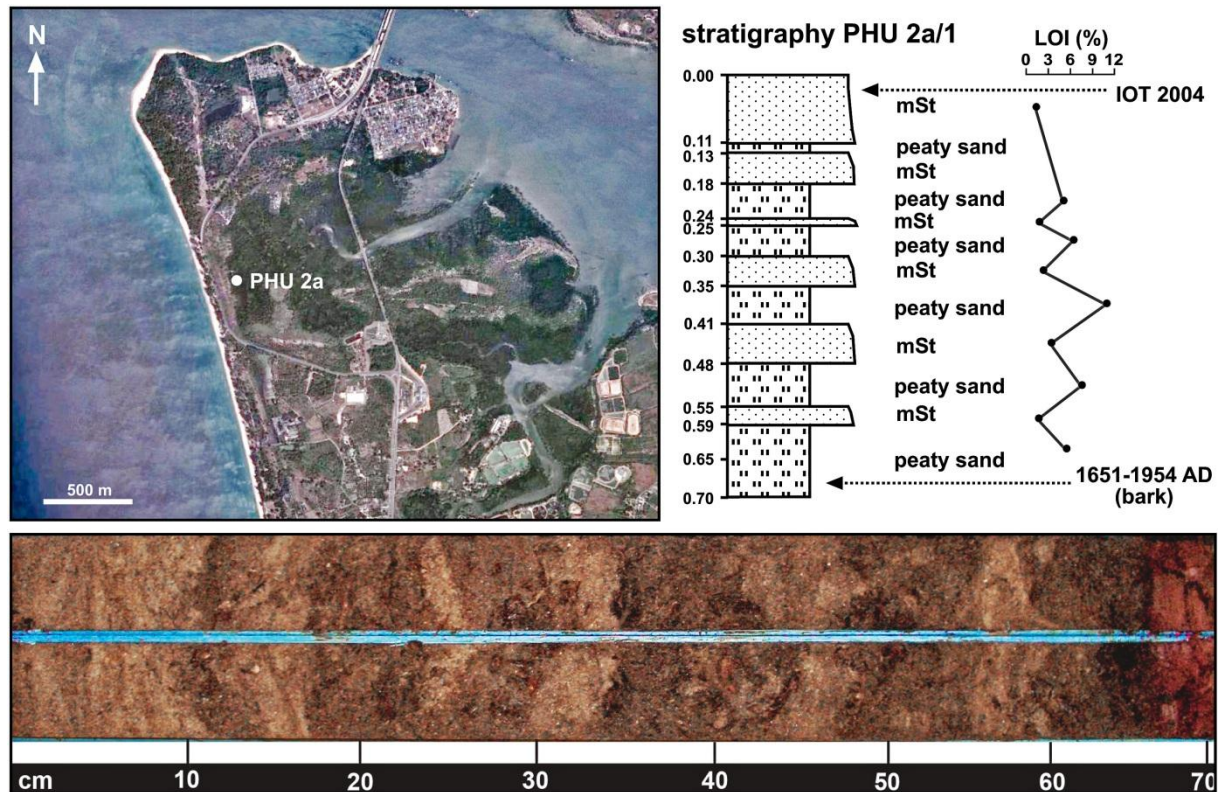 N
PHU 2a
500 m
stratigraphy PHU 2a/1
LOI (%)
0 3 6 9 12
0.00
IOT 2004
mSt
0.11
peaty sand
0.13
mSt
0.18
peaty sand
0.24
mSt
0.25
peaty sand
0.30
mSt
0.35
peaty sand
0.41
mSt
0.48
peaty sand
0.55
mSt
0.59
peaty sand
0.65
1651-1954 AD
(bark)
0.70
cm 10 20 30 40 50 60 70